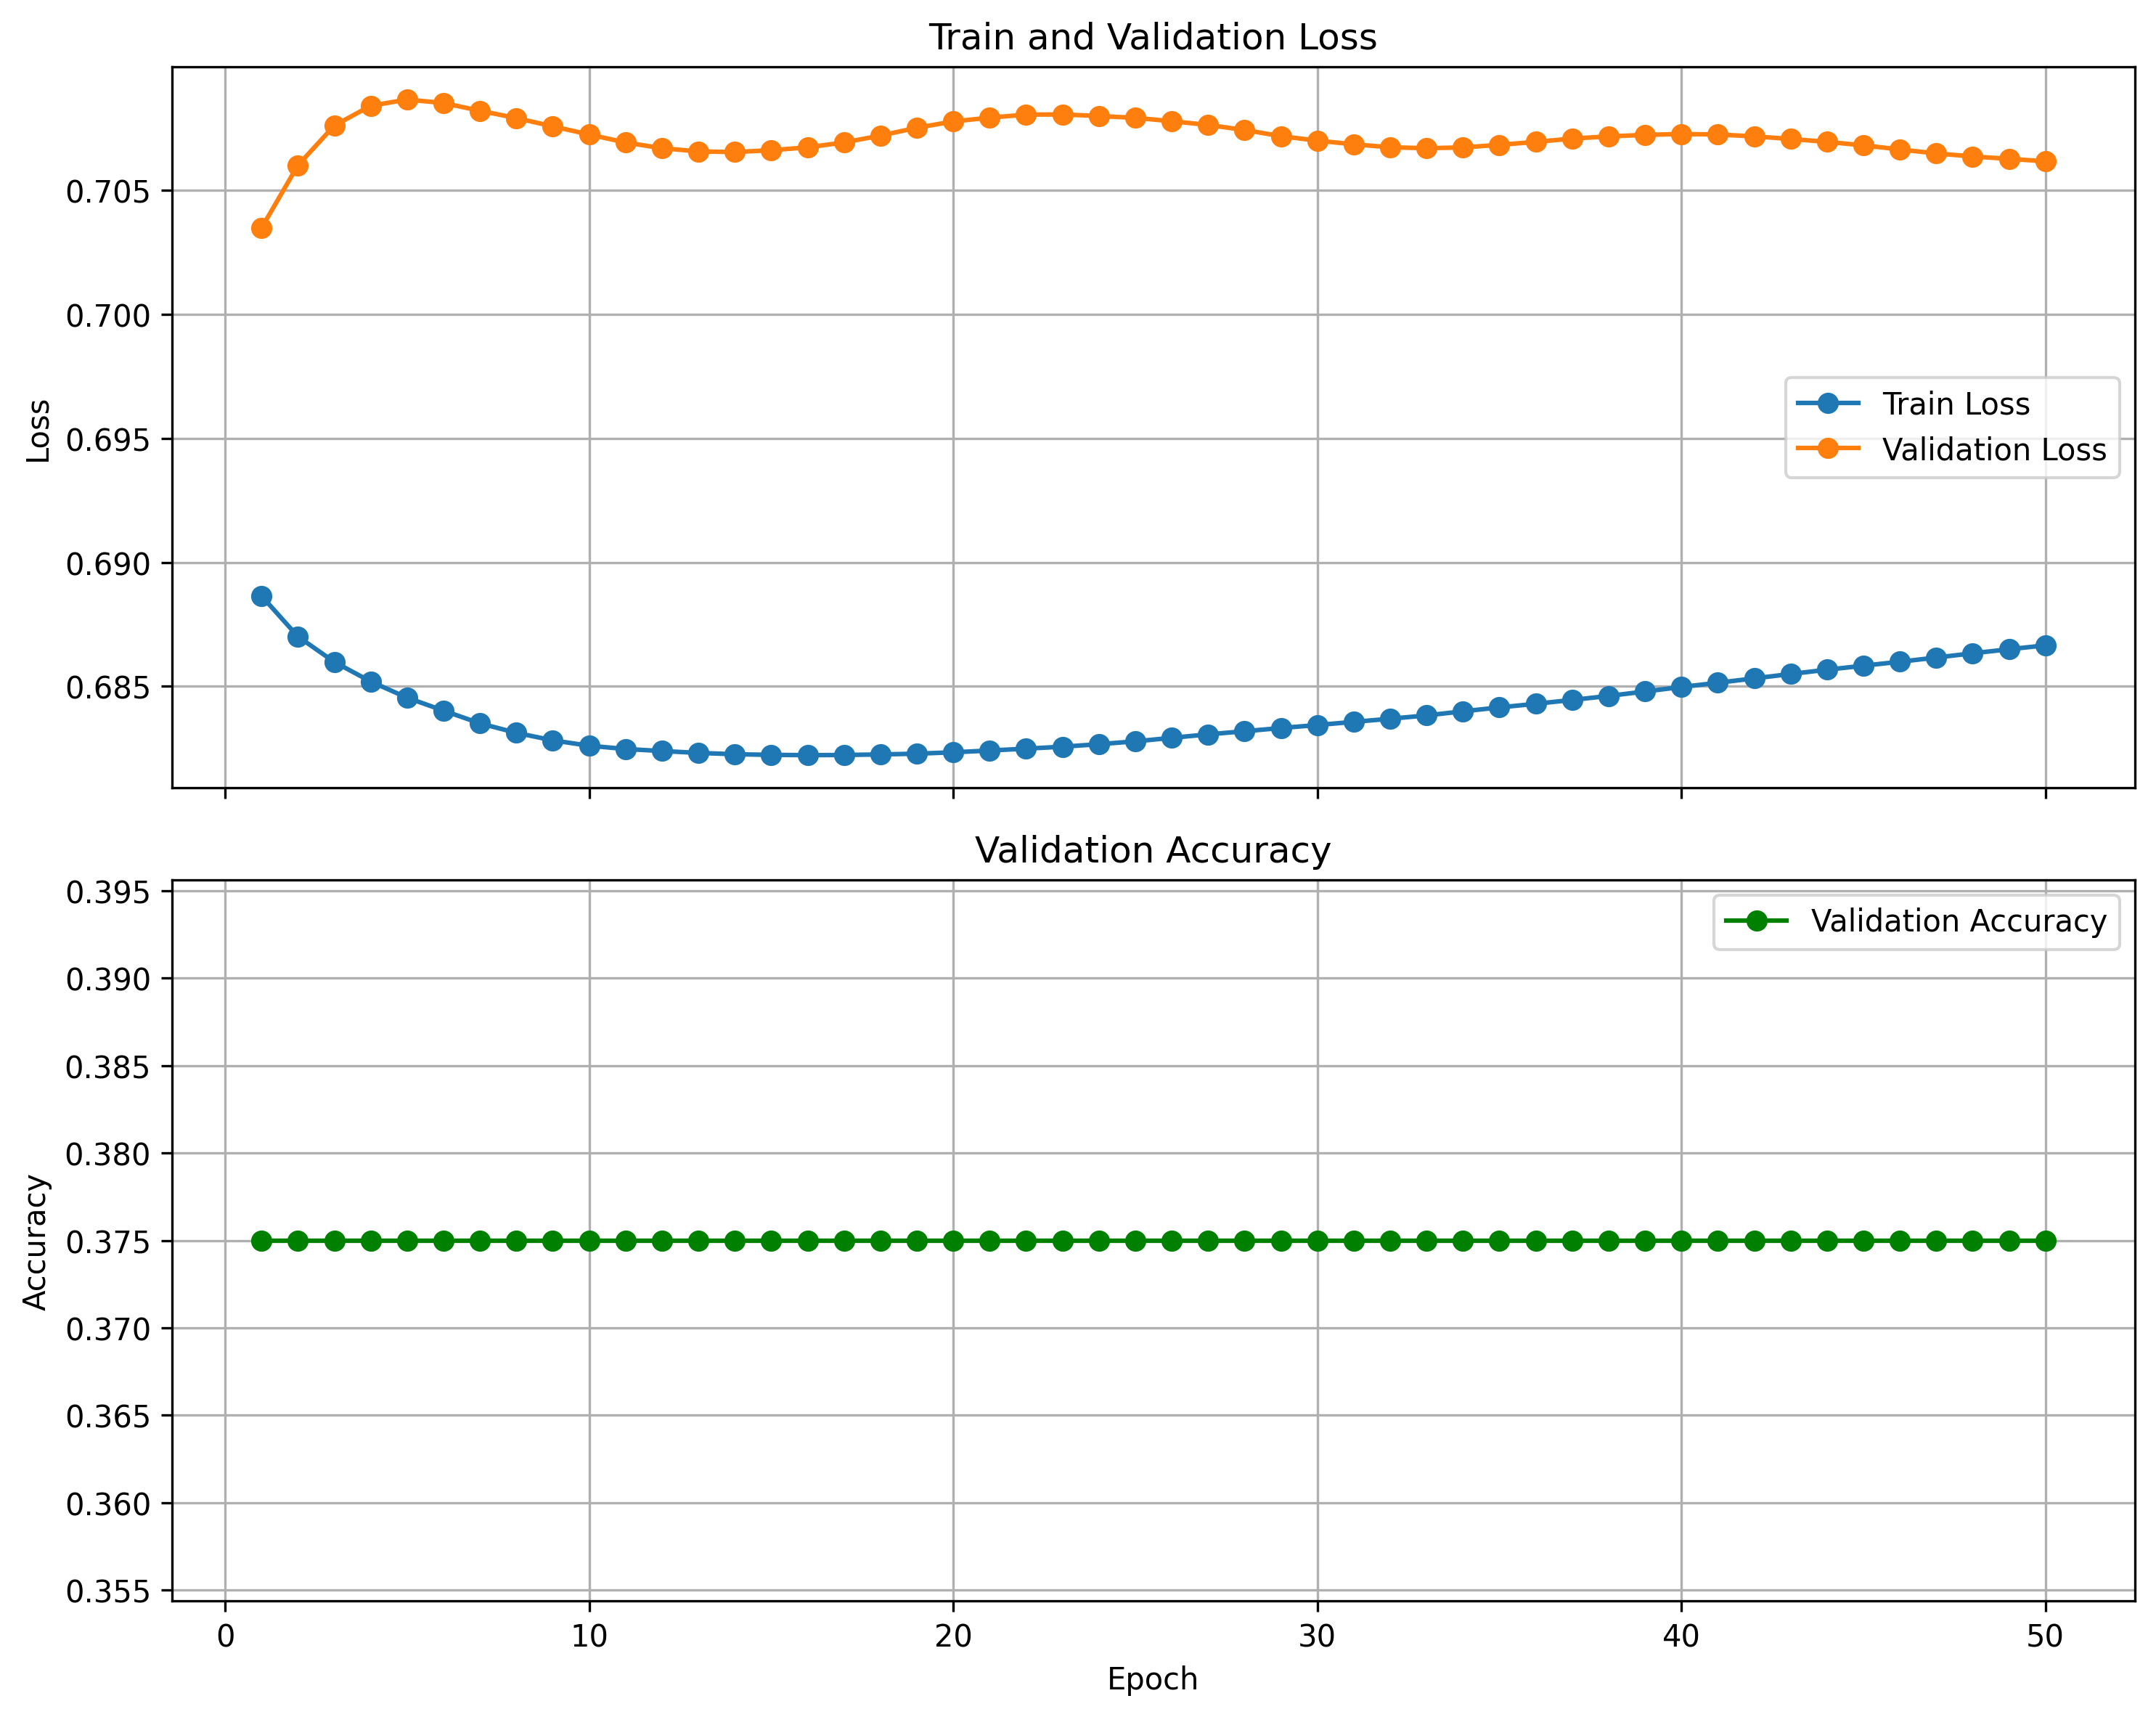 Train and Validation Loss
0.705
0.700
0.695
0.690
0.685
Loss
Train Loss
Validation Loss
Validation Accuracy
0.395
0.390
0.385
0.380
0.375
0.370
0.365
0.360
0.355
Accuracy
Validation Accuracy
0 10 20 30 40 50
Epoch